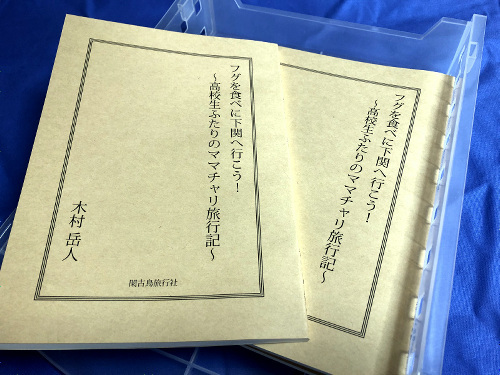 フグを食べに下関へ行こう！
～高校生ふたりのママチャリ旅行記～
木村 岳人
閑古鳥旅行社
フグを食べに下関へ行こう！
～高校生ふたりのママチャリ旅行記～